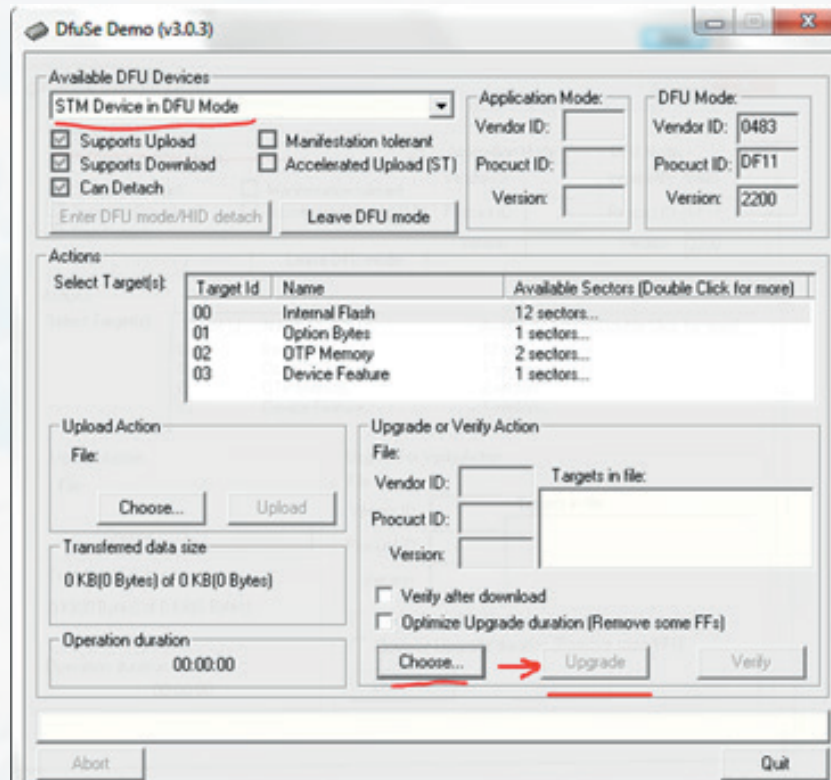 DfuSe Demo (v3.0.3)
Available DFU Devices
STM Device in DFU Mode
Supports Upload
Manifestation tolerant
Supports Download
Accelerated Upload (ST)
Can Detach
Enter DFU mode/HID detach
Leave DFU mode
Application Mode:
Vendor ID:
Procuct ID:
Version:
DFU Mode:
Vendor ID: 0483
Procuct ID: DF11
Version: 2200
Actions
Select Target(s):
Target Id Name Available Sectors (Double Click for more)
00 Internal Flash 12 sectors...
01 Option Bytes 1 sectors...
02 OTP Memory 2 sectors...
03 Device Feature 1 sectors...
Upload Action
File:
Choose... Upload
Transferred data size
0 KB(0 Bytes) of 0 KB(0 Bytes)
Operation duration
00:00:00
Upgrade or Verify Action
File:
Vendor ID:
Procuct ID:
Version:
Targets in file:
Verify after download
Optimize Upgrade duration (Remove some FFs)
Choose... Upgrade Verify
Abort Quit